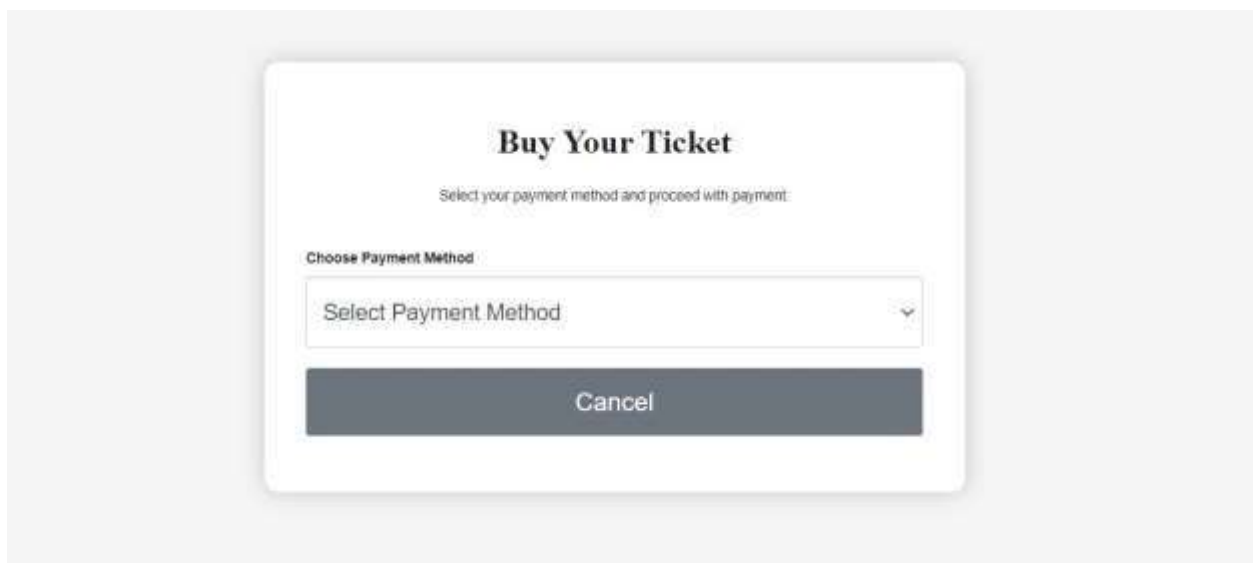 Buy Your Ticket
Select your payment method and proceed with payment
Choose Payment Method
Select Payment Method
Cancel